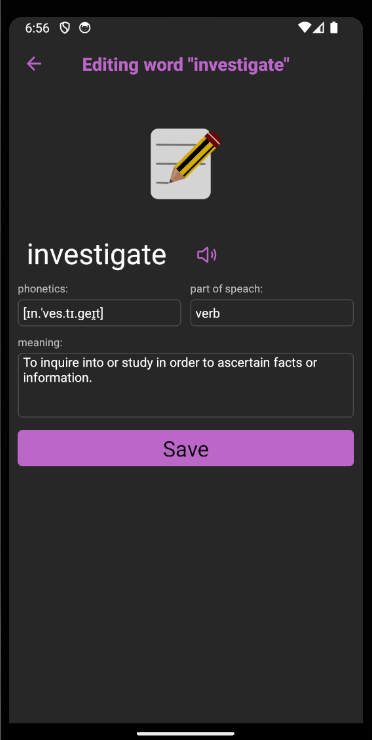 6:56
Editing word "investigate"
investigate
phonetics:
part of speach:
[ɪn.'ves.tɪ.geɪ̯t]
verb
meaning:
To inquire into or study in order to ascertain facts or
information.
Save